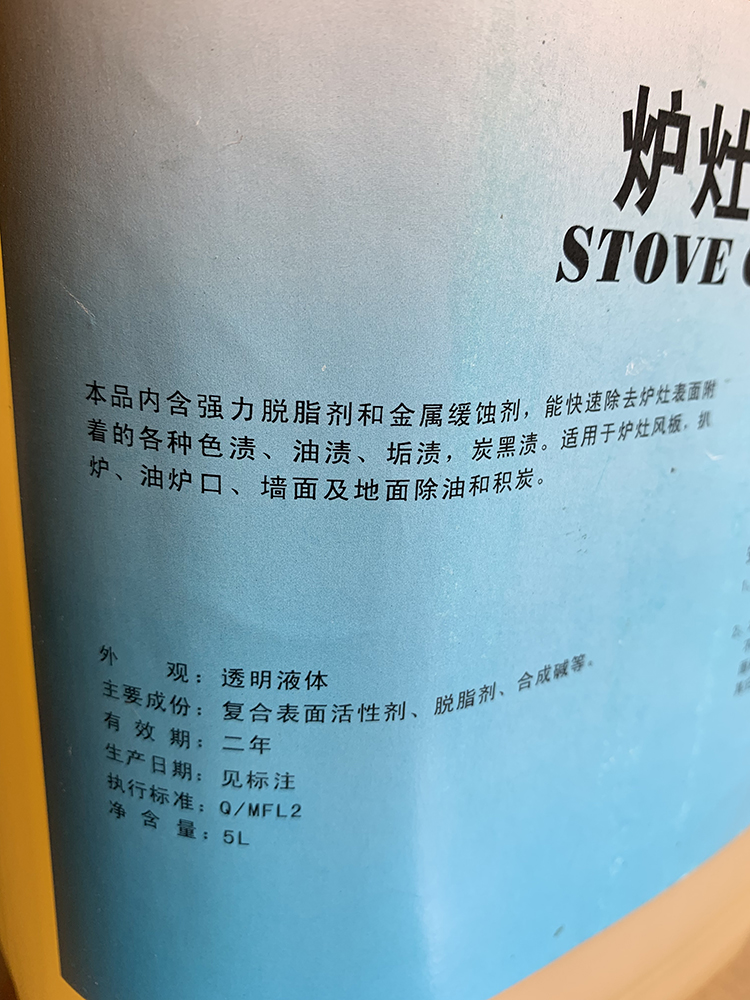 炉灶
STOVE
本品内含强力脱脂剂和金属缓蚀剂，能快速除去炉灶表面附
着的各种色渍、油渍、垢渍，炭黑渍。适用于炉灶风板，扒
炉、油炉口、墙面及地面除油和积炭。
外 观：透明液体
主要成份：复合表面活性剂、脱脂剂、合成碱等。
有 效 期：二年
生产日期：见标注
执行标准：Q/MFL2
净 含 量：5L